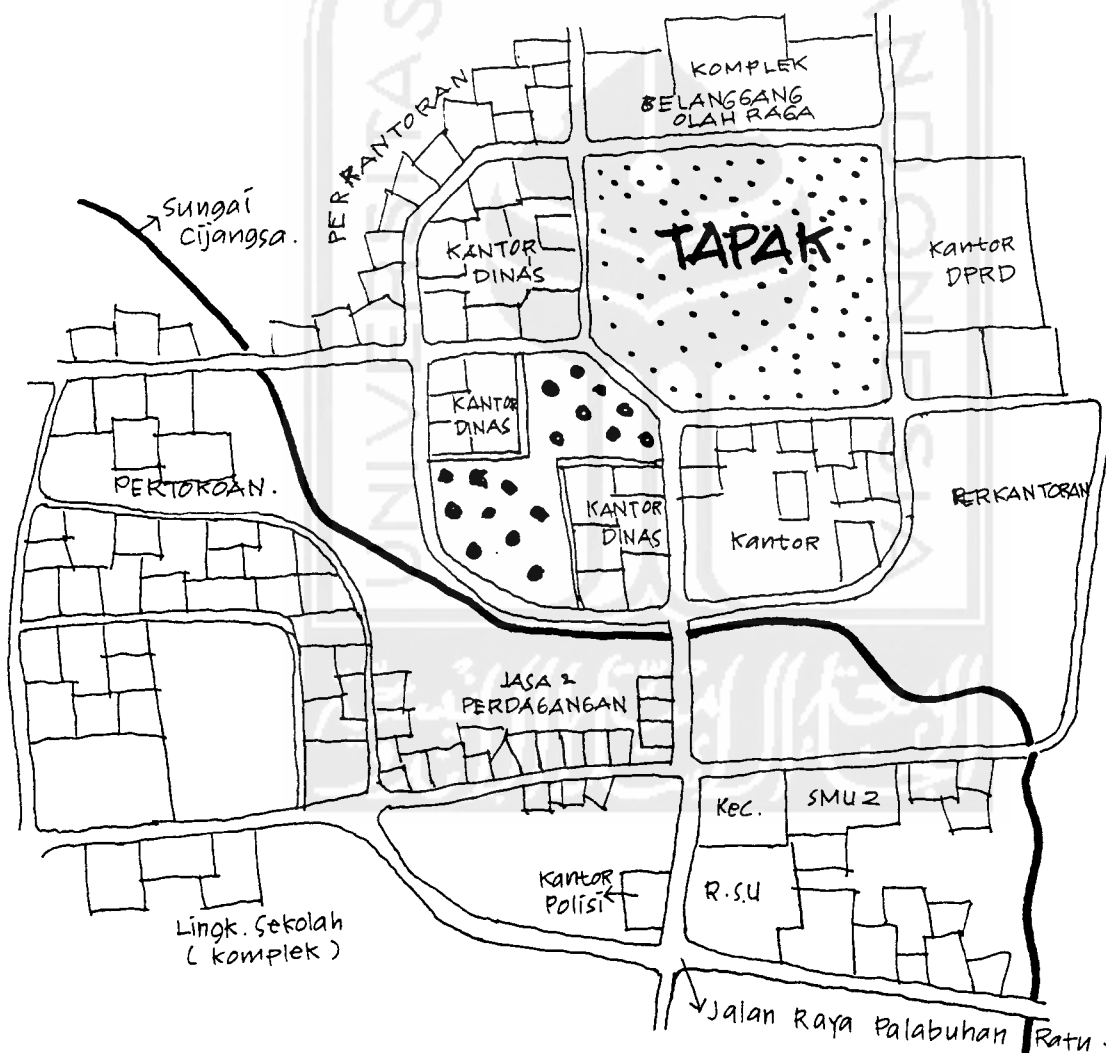 KOMPLEK
BELANGGANG
OLAH RAGA
PERKANTORAN
Sungai
Cijangsa.
TAPAK
KANTOR
DINAS
Kantor
DPRD
KANTOR
DINAS
PERTOKOAN.
KANTOR
DINAS
Kantor
PERKANTORAN
JASA &
PERDAGANGAN
Kec.
SMU 2
Kantor
Polisi
R.S.U
Lingk. Sekolah
( Komplek )
Jalan Raya Palabuhan Ratu.
UNIVERSITAS